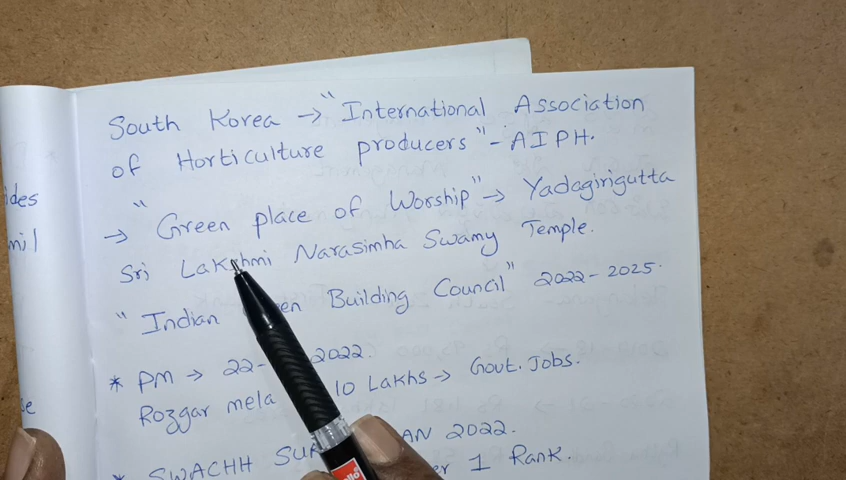 South Korea → "International Association
of Horticulture producers" - AIPH.
→ "Green place of Worship" → Yadagirigutta
Sri Lakshmi Narasimha Swamy Temple.
"Indian Building Council" 2022-2025.
* PM → 22- 2022.
Rozgar mela 10 Lakhs → Govt. Jobs.
* SWACHH 2022.
1 Rank.